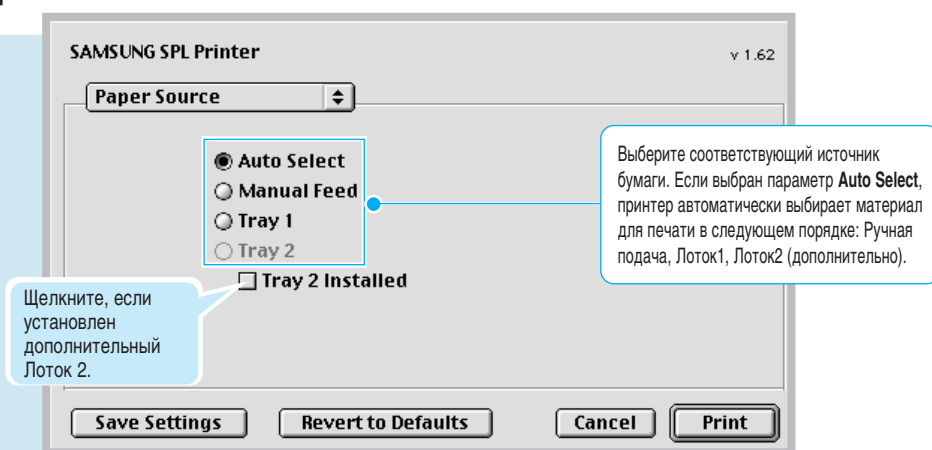 SAMSUNG SPL Printer
v 1.62
Paper Source
Auto Select
Manual Feed
Tray 1
Tray 2
Tray 2 Installed
Выберите соответствующий источник
бумаги. Если выбран параметр Auto Select,
принтер автоматически выбирает материал
для печати в следующем порядке: Ручная
подача, Лоток1, Лоток2 (дополнительно).
Щелкните, если
установлен
дополнительный
Лоток 2.
Save Settings
Revert to Defaults
Cancel
Print